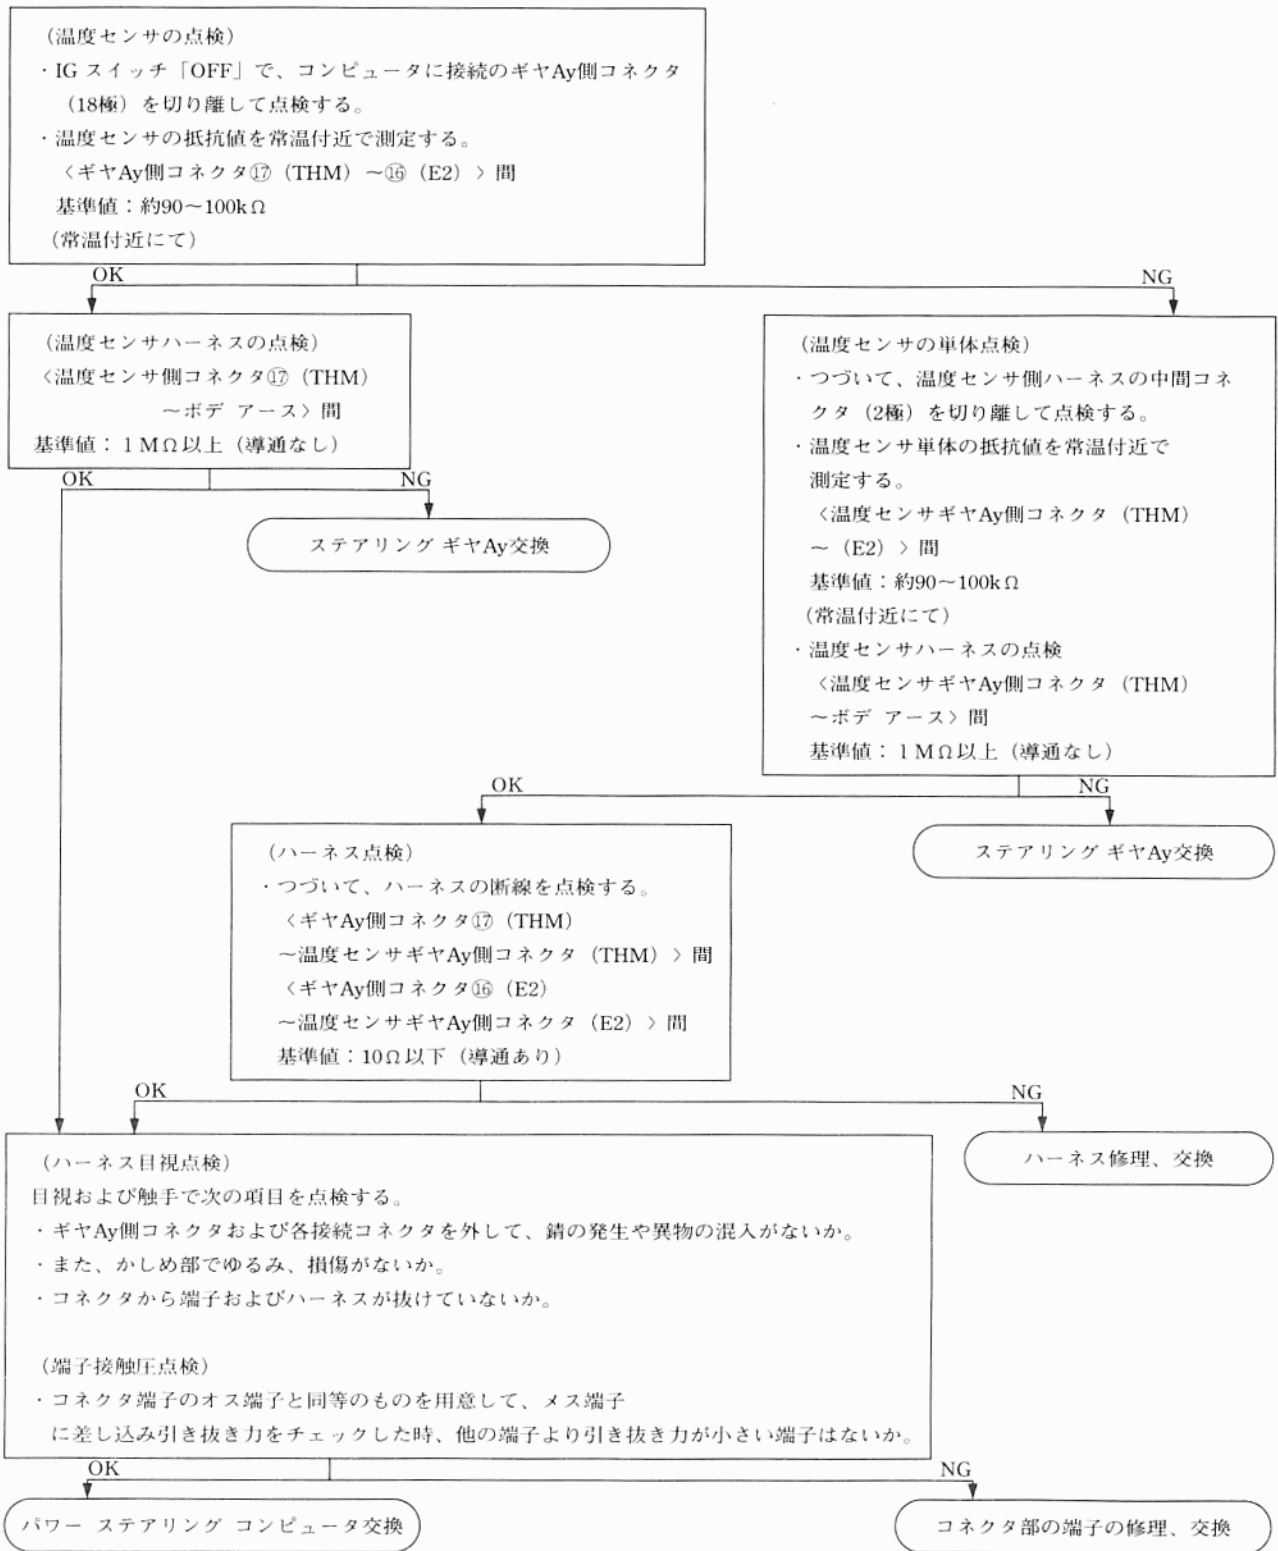 （温度センサの点検）
・IG スイッチ「OFF」で、コンピュータに接続のギヤAy側コネクタ
（18極）を切り離して点検する。
・温度センサの抵抗値を常温付近で測定する。
〈ギヤAy側コネクタ⑰（THM）～⑯（E2）〉間
基準値：約90～100kΩ
（常温付近にて）
OK
NG
（温度センサハーネスの点検）
〈温度センサ側コネクタ⑰（THM）
～ボデ アース〉間
基準値：１MΩ以上（導通なし）
OK
NG
ステアリング ギヤAy交換
（温度センサの単体点検）
・つづいて、温度センサ側ハーネスの中間コネ
クタ（2極）を切り離して点検する。
・温度センサ単体の抵抗値を常温付近で
測定する。
〈温度センサギヤAy側コネクタ（THM）
～（E2）〉間
基準値：約90～100kΩ
（常温付近にて）
・温度センサハーネスの点検
〈温度センサギヤAy側コネクタ（THM）
～ボデ アース〉間
基準値：１MΩ以上（導通なし）
OK
NG
ステアリング ギヤAy交換
（ハーネス点検）
・つづいて、ハーネスの断線を点検する。
〈ギヤAy側コネクタ⑰（THM）
～温度センサギヤAy側コネクタ（THM）〉間
〈ギヤAy側コネクタ⑯（E2）
～温度センサギヤAy側コネクタ（E2）〉間
基準値：10Ω以下（導通あり）
OK
NG
ハーネス修理、交換
（ハーネス目視点検）
目視および触手で次の項目を点検する。
・ギヤAy側コネクタおよび各接続コネクタを外して、錆の発生や異物の混入がないか。
・また、かしめ部でゆるみ、損傷がないか。
・コネクタから端子およびハーネスが抜けていないか。
（端子接触圧点検）
・コネクタ端子のオス端子と同等のものを用意して、メス端子
に差し込み引き抜き力をチェックした時、他の端子より引き抜き力が小さい端子はないか。
OK
NG
パワー ステアリング コンピュータ交換
コネクタ部の端子の修理、交換